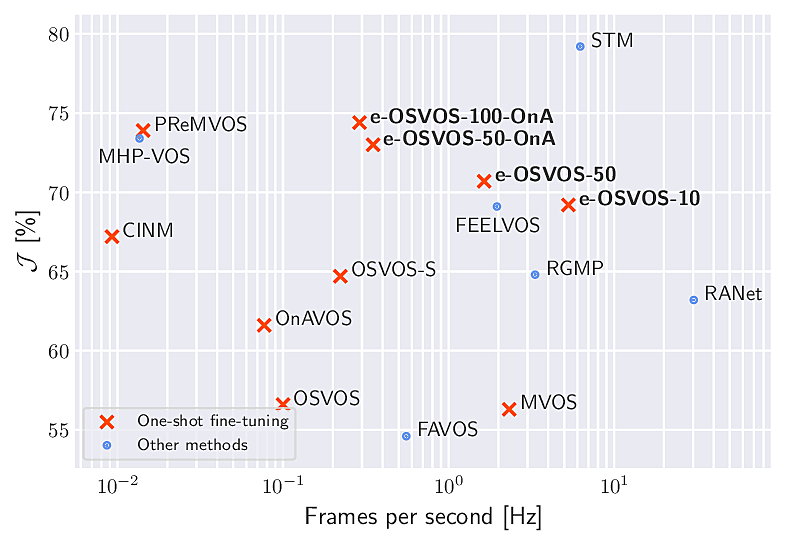 80
STM
75
e-OSVOS-100-OnA
PReMVOS
e-OSVOS-50-OnA
MHP-VOS
e-OSVOS-50
70
e-OSVOS-10
FEELVOS
CINM
𝒥 [%]
OSVOS-S
RGMP
65
RANet
OnAVOS
60
OSVOS
MVOS
One-shot fine-tuning
FAVOS
55
Other methods
10⁻²
10⁻¹
10⁰
10¹
Frames per second [Hz]